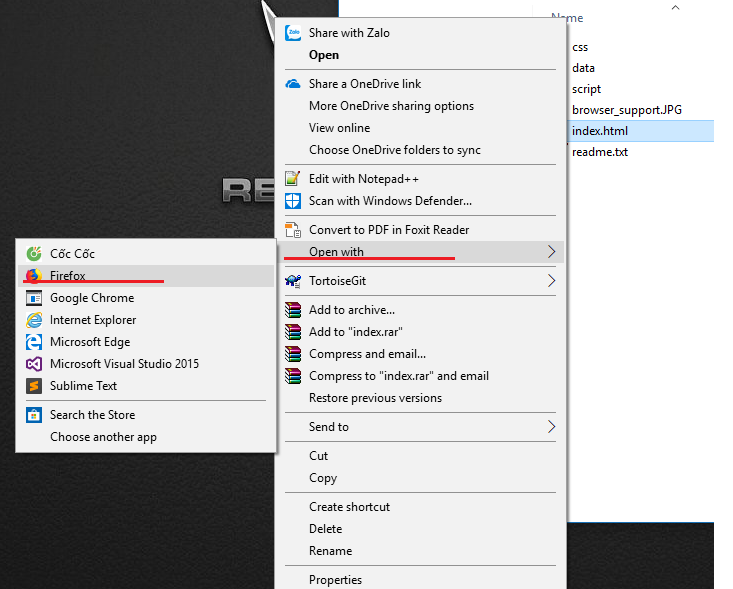 Name
css
data
script
browser_support.JPG
index.html
readme.txt
Zalo
Share with Zalo
Open
Share a OneDrive link
More OneDrive sharing options
View online
Choose OneDrive folders to sync
Edit with Notepad++
Scan with Windows Defender...
Convert to PDF in Foxit Reader
Open with
TortoiseGit
Add to archive...
Add to "index.rar"
Compress and email...
Compress to "index.rar" and email
Restore previous versions
Send to
Cut
Copy
Create shortcut
Delete
Rename
Properties
Cốc Cốc
Firefox
Google Chrome
Internet Explorer
Microsoft Edge
Microsoft Visual Studio 2015
Sublime Text
Search the Store
Choose another app